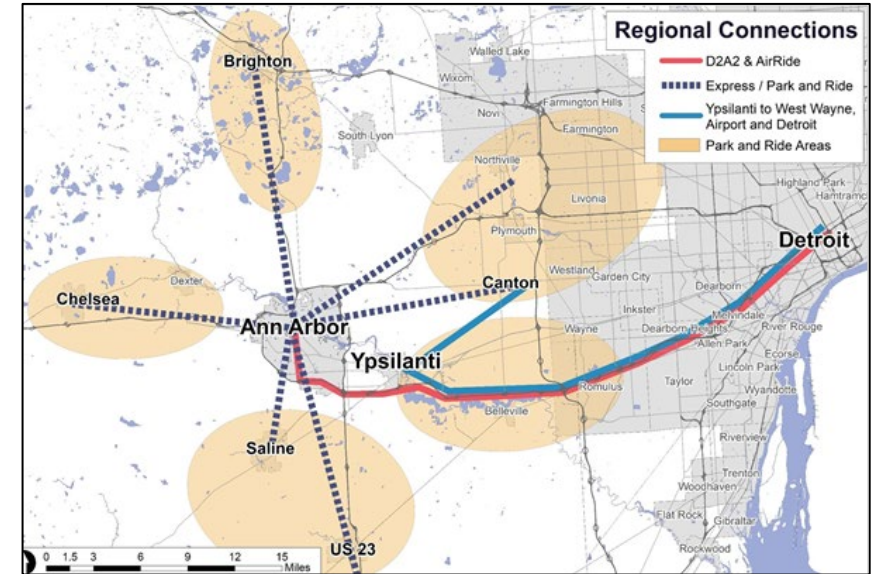 Regional Connections
D2A2 & AirRide
Express / Park and Ride
Ypsilanti to West Wayne,
Airport and Detroit
Park and Ride Areas
Brighton
Walled Lake
Wixom
Novi
Farmington Hills
Farmington
South Lyon
Northville
Livonia
Highland Park
Hamtramck
Plymouth
Detroit
Westland
Garden City
Dearborn
Canton
Dexter
Chelsea
Inkster
Ann Arbor
Wayne
Dearborn Heights
Melvindale
River Rouge
Allen Park
Ecorse
Ypsilanti
Lincoln Park
Romulus
Taylor
Wyandotte
Southgate
Belleville
Riverview
Saline
Trenton
Woodhaven
Flat Rock
Gibraltar
Rockwood
US 23
0 1.5 3 6 9 12 15
Miles